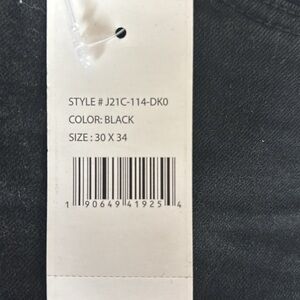 STYLE # J21C-114-DK0
COLOR: BLACK
SIZE : 30 X 34
1 90649 41925 4